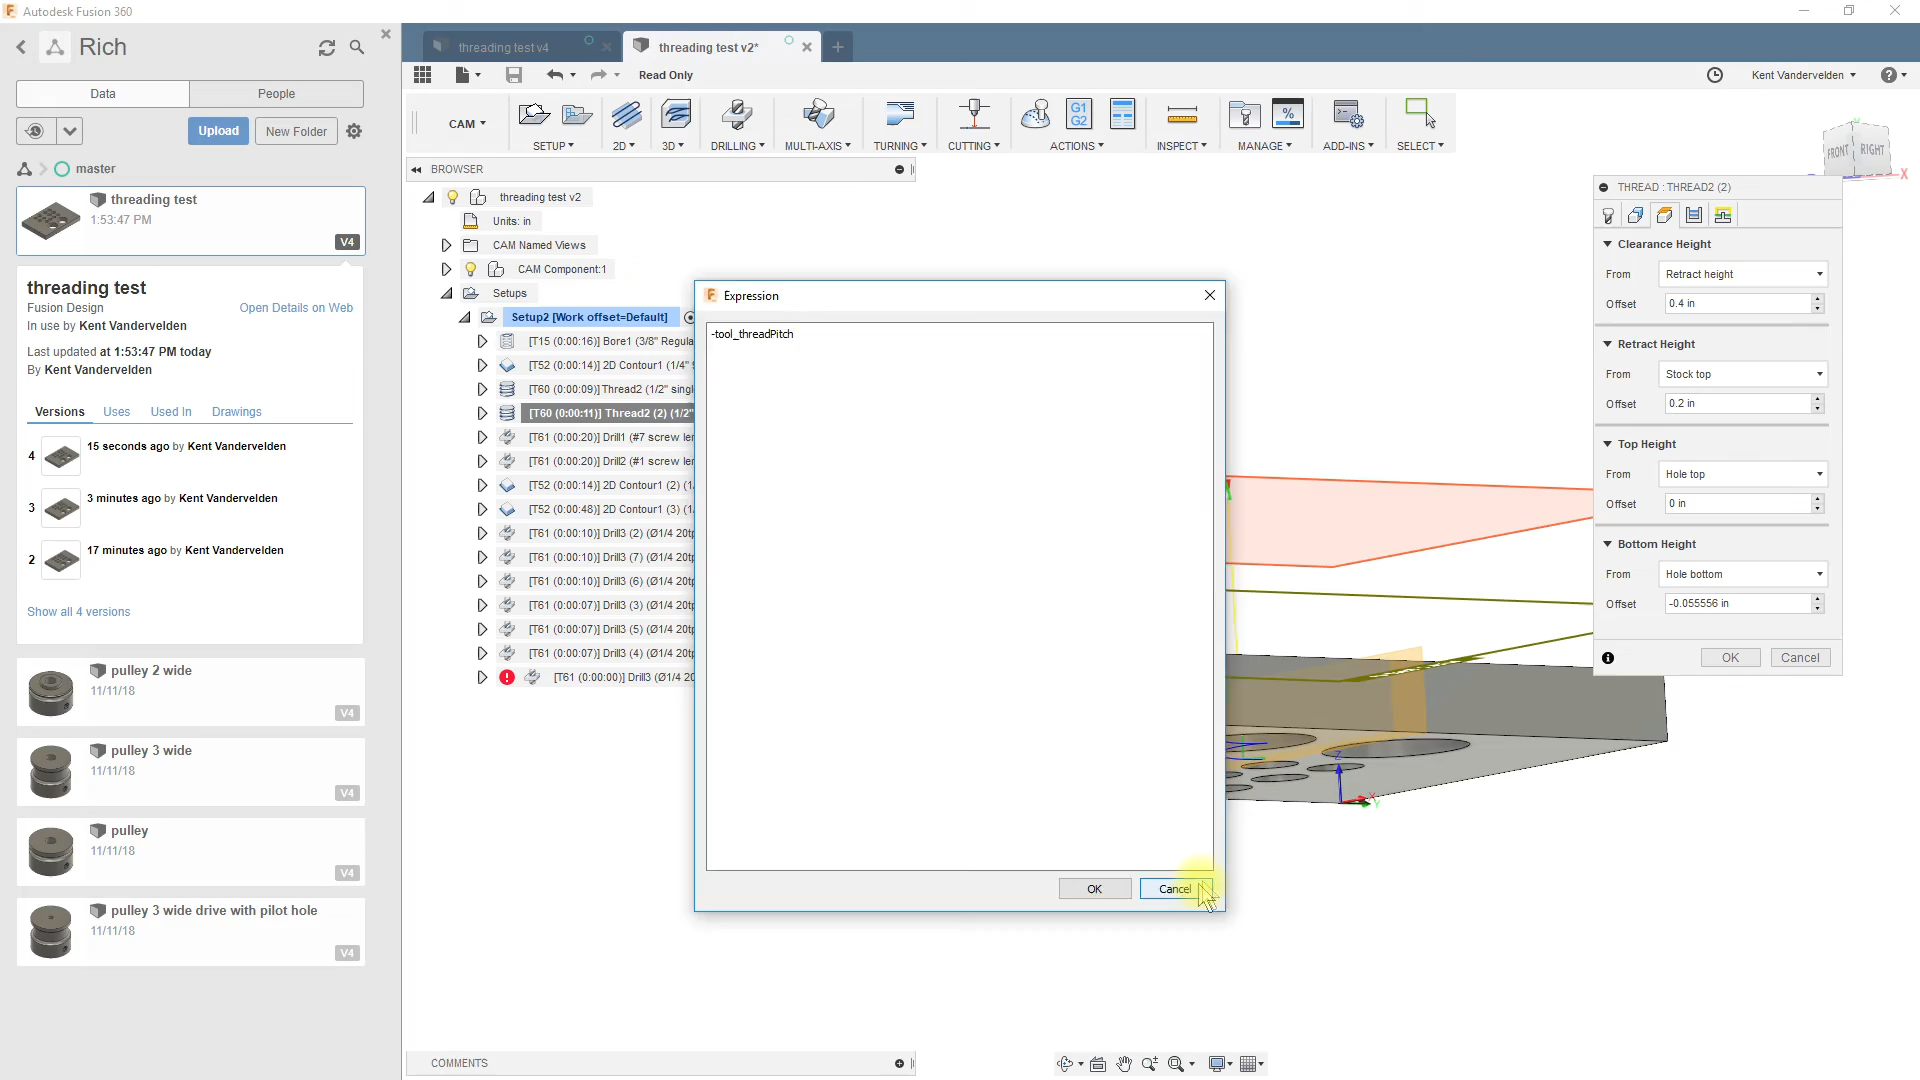 Autodesk Fusion 360
Rich
Data
People
Upload
New Folder
master
threading test
1:53:47 PM
V4
threading test
Fusion Design
Open Details on Web
In use by Kent Vandervelden
Last updated at 1:53:47 PM today
By Kent Vandervelden
Versions
Uses
Used In
Drawings
4
15 seconds ago by Kent Vandervelden
3
3 minutes ago by Kent Vandervelden
2
17 minutes ago by Kent Vandervelden
Show all 4 versions
pulley 2 wide
11/11/18
V4
pulley 3 wide
11/11/18
V4
pulley
11/11/18
V4
pulley 3 wide drive with pilot hole
11/11/18
V4
threading test v4
threading test v2*
Read Only
Kent Vandervelden
CAM
G1
G2
%
SETUP
2D
3D
DRILLING
MULTI-AXIS
TURNING
CUTTING
ACTIONS
INSPECT
MANAGE
ADD-INS
SELECT
BROWSER
threading test v2
Units: in
CAM Named Views
CAM Component:1
Setups
Setup2 [Work offset=Default]
[T15 (0:00:16)] Bore1 (3/8" Regula
[T52 (0:00:14)] 2D Contour1 (1/4"
[T60 (0:00:09)] Thread2 (1/2" singl
[T60 (0:00:11)] Thread2 (2) (1/2"
[T61 (0:00:20)] Drill1 (#7 screw ler
[T61 (0:00:20)] Drill2 (#1 screw ler
[T52 (0:00:14)] 2D Contour1 (2) (1
[T52 (0:00:48)] 2D Contour1 (3) (1
[T61 (0:00:10)] Drill3 (2) (Ø1/4 20tp
[T61 (0:00:10)] Drill3 (7) (Ø1/4 20tp
[T61 (0:00:10)] Drill3 (6) (Ø1/4 20tp
[T61 (0:00:07)] Drill3 (3) (Ø1/4 20tp
[T61 (0:00:07)] Drill3 (5) (Ø1/4 20tp
[T61 (0:00:07)] Drill3 (4) (Ø1/4 20tp
[T61 (0:00:00)] Drill3 (Ø1/4 20
Expression
-tool_threadPitch
OK
Cancel
FRONT
RIGHT
X
Z
X
Y
THREAD : THREAD2 (2)
Clearance Height
From
Retract height
Offset
0.4 in
Retract Height
From
Stock top
Offset
0.2 in
Top Height
From
Hole top
Offset
0 in
Bottom Height
From
Hole bottom
Offset
-0.055556 in
OK
Cancel
COMMENTS